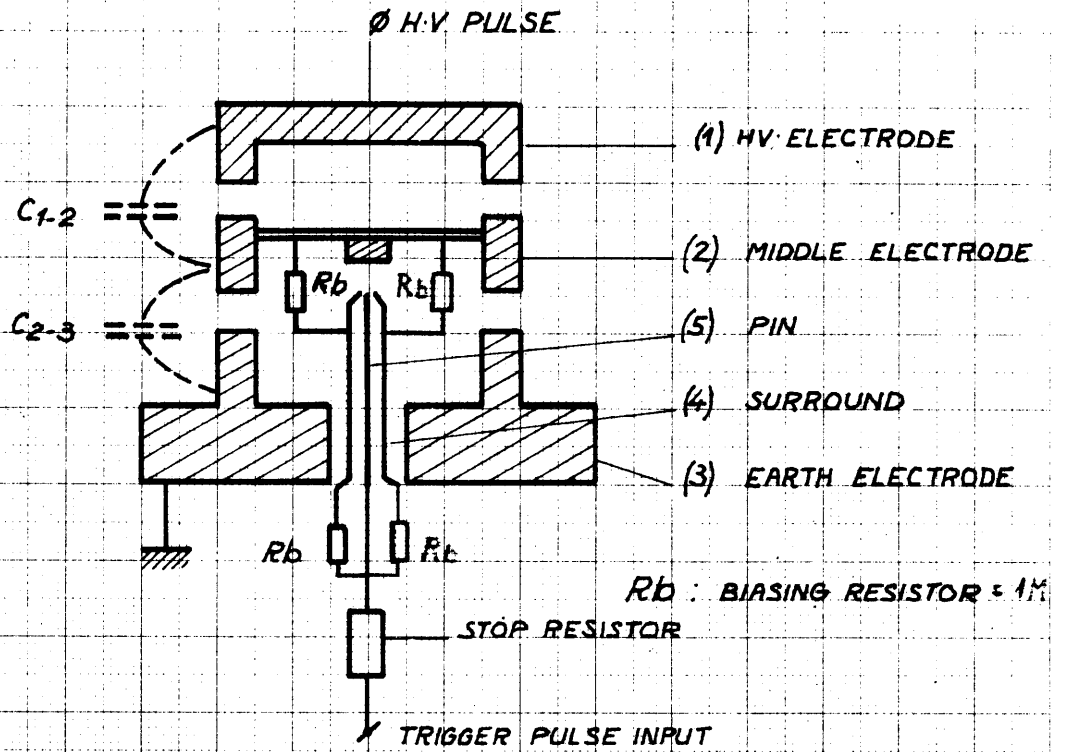 Ø H.V PULSE
(1) HV. ELECTRODE
C1-2
(2) MIDDLE ELECTRODE
Rb
Rb
C2-3
(5) PIN
(4) SURROUND
(3) EARTH ELECTRODE
Rb
Rb
Rb : BIASING RESISTOR = 1M
STOP RESISTOR
TRIGGER PULSE INPUT